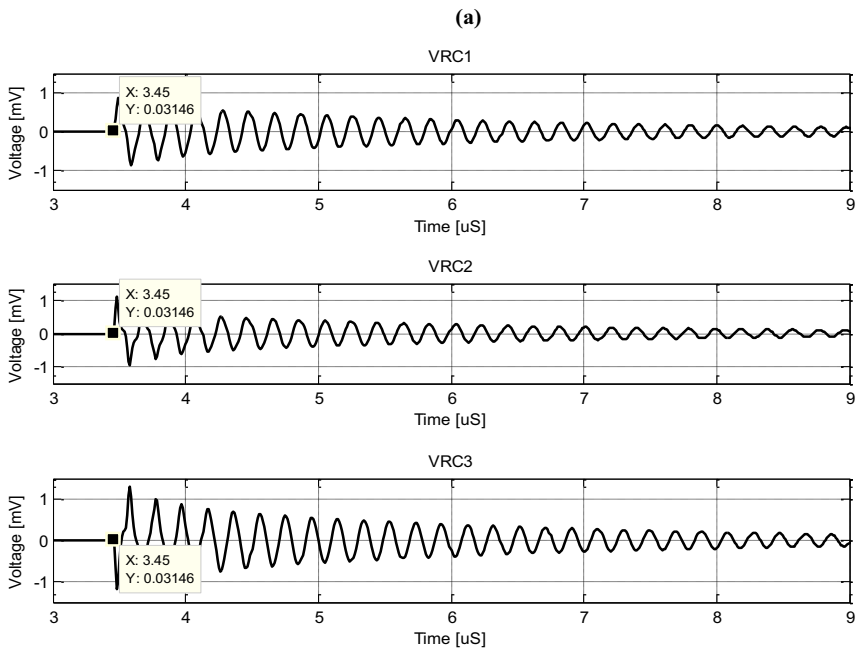 (a)
VRC1
Voltage [mV]
1
0
-1
X: 3.45
Y: 0.03146
3 4 5 6 7 8 9
Time [uS]
VRC2
Voltage [mV]
1
0
-1
X: 3.45
Y: 0.03146
3 4 5 6 7 8 9
Time [uS]
VRC3
Voltage [mV]
1
0
-1
X: 3.45
Y: 0.03146
3 4 5 6 7 8 9
Time [uS]